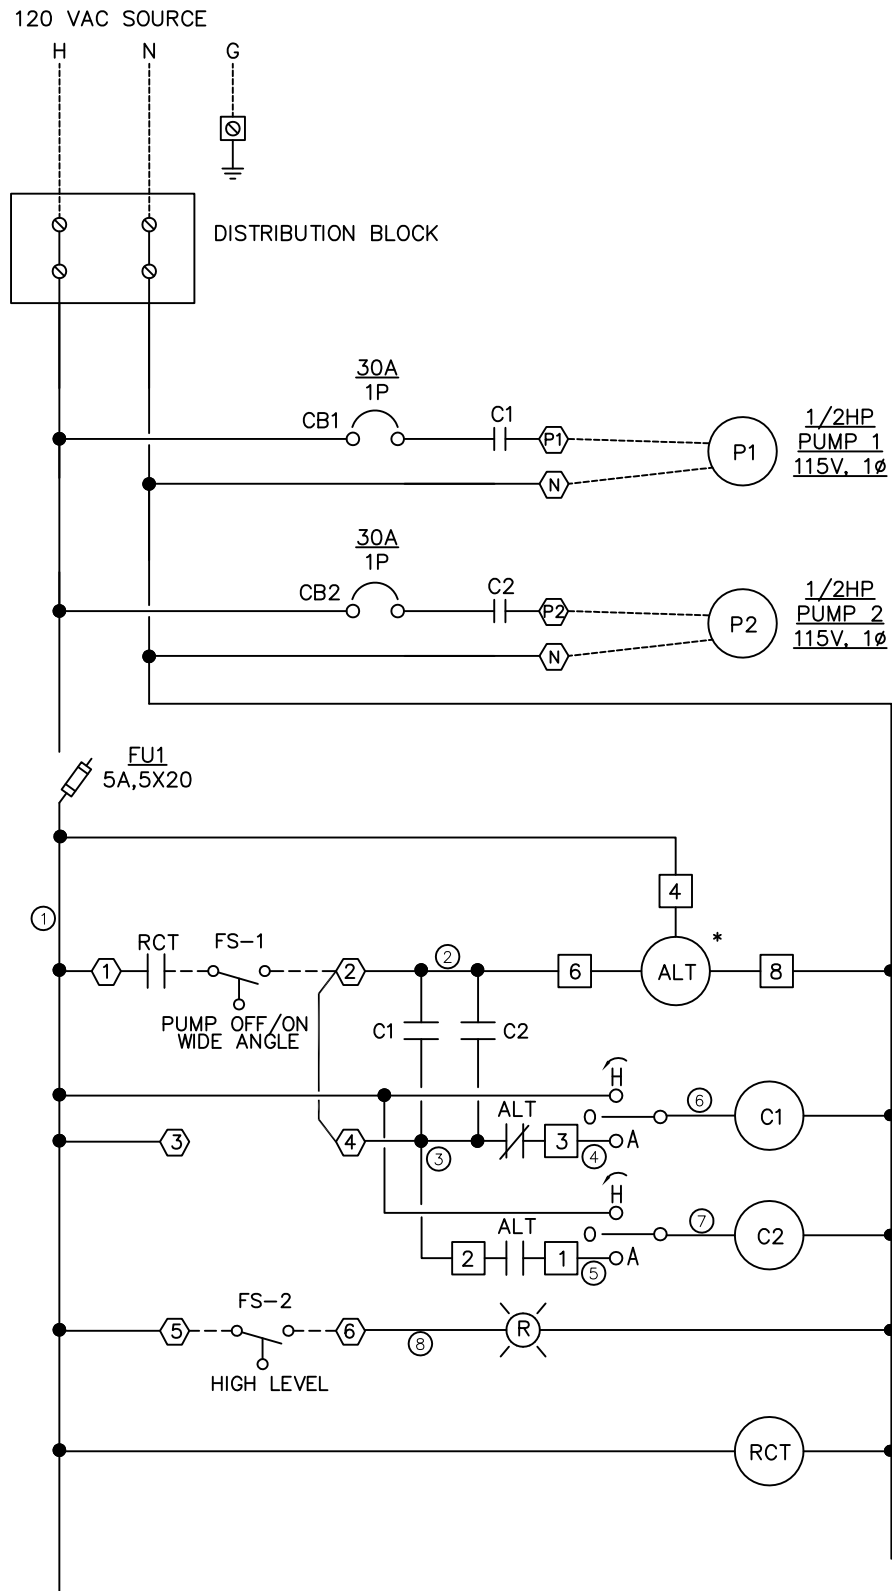 120 VAC SOURCE
H N G
DISTRIBUTION BLOCK
30A
1P
CB1 C1 P1 P1
1/2HP
PUMP 1
115V, 1ø
N
30A
1P
CB2 C2 P2 P2
1/2HP
PUMP 2
115V, 1ø
N
FU1
5A,5X20
4
1
RCT FS-1 2 *
1 2 6 ALT 8
PUMP OFF/ON
WIDE ANGLE
C1 C2
H
ALT O 6 C1
3 4 3 3 4 A
H
ALT O 7 C2
2 1 5 A
FS-2
5 6 8 R
HIGH LEVEL
RCT